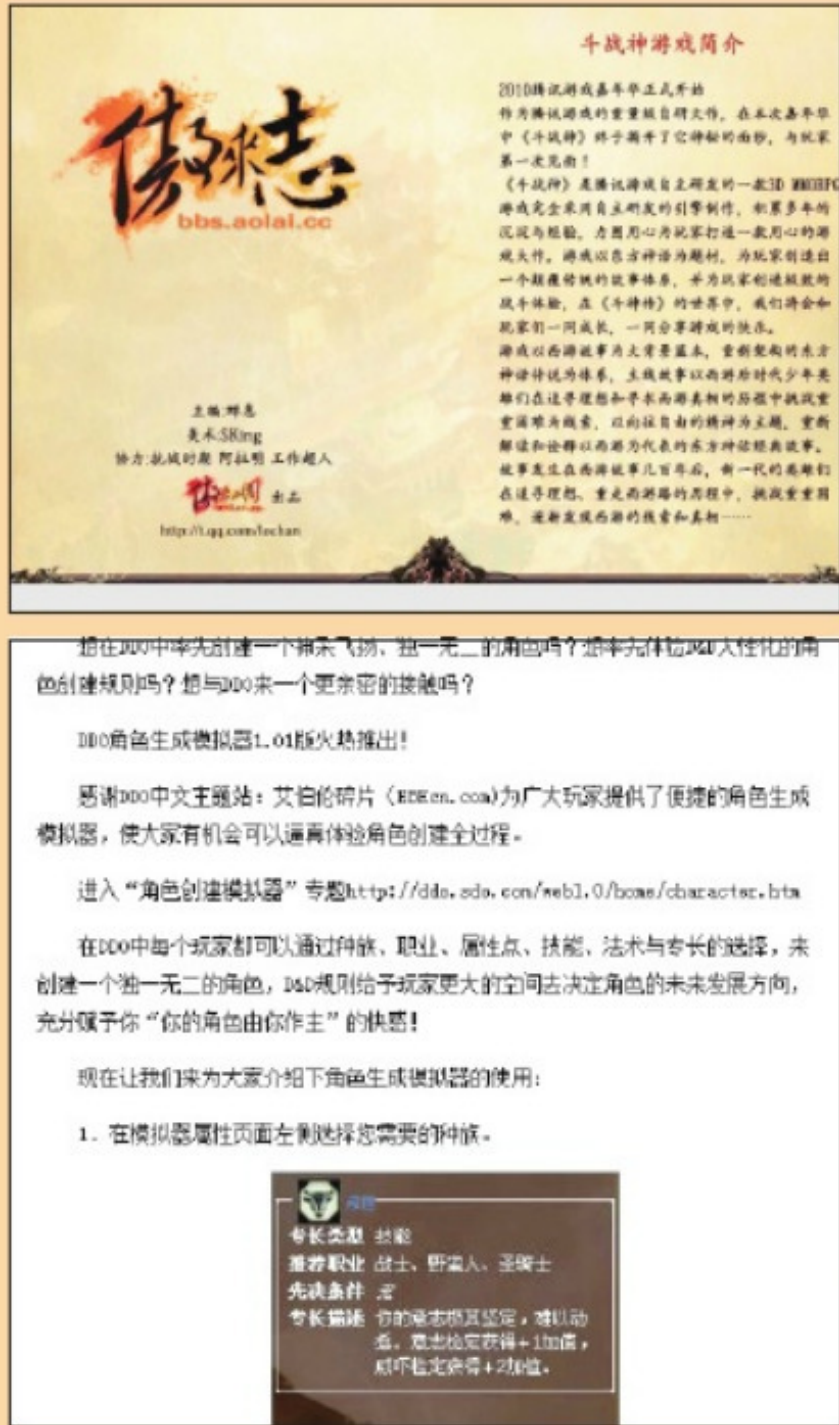 傲来志
bbs.aolai.cc
美术:SKing
出品
http://t.qq.com/lochan
斗战神游戏简介
2010腾讯游戏嘉年华正式开始
作为腾讯游戏的重量级自研大作，在本次嘉年华
中《斗战神》终于揭开了它神秘的面纱，与玩家
第一次见面！
《斗战神》是腾讯游戏自主研发的一款3D MMORPG
游戏完全采用自主研发的引擎制作，积累多年的
沉淀与经验，力图用心为玩家打造一款用心的游
戏大作。游戏以东方神话为题材，为玩家创造出
一个颠覆传统的故事体系，并为玩家创造极致的
战斗体验，在《斗神传》的世界中，我们将会和
玩家们一同成长，一同分享游戏的快乐。
游戏以西游故事为大背景蓝本，重新架构的东方
神话传说为体系，主线故事以西游后时代少年英
雄们在追寻理想和寻求西游真相的历程中挑战重
重困难为线索，以向往自由的精神为主题，重新
解读和诠释以西游为代表的东方神话经典故事。
故事发生在西游故事几百年后，新一代的英雄们
在追寻理想、重走西游路的历程中，挑战重重困
难，逐渐发现西游的线索和真相……
想在DDO中率先创建一个神采飞扬、独一无二的角色吗？想率先体验D&D人性化的角
色创建规则吗？想与DDO来一个更亲密的接触吗？
DDO角色生成模拟器1.01版火热推出！
感谢DDO中文主题站：艾伯伦碎片（EDEcn.com)为广大玩家提供了便捷的角色生成
模拟器，使大家有机会可以逼真体验角色创建全过程。
进入“角色创建模拟器”专题http://ddo.sdo.com/web1.0/home/character.htm
在DDO中每个玩家都可以通过种族、职业、属性点、技能、法术与专长的选择，来
创建一个独一无二的角色，D&D规则给予玩家更大的空间去决定角色的未来发展方向，
充分赋予你“你的角色由你作主”的快感！
现在让我们来为大家介绍下角色生成模拟器的使用：
1. 在模拟器属性页面左侧选择您需要的种族。
专长类型 技能
推荐职业 战士、野蛮人、圣骑士
先决条件 无
专长描述 你的意志极其坚定，难以动
摇。意志检定获得+1加值，
威吓检定获得+2加值。